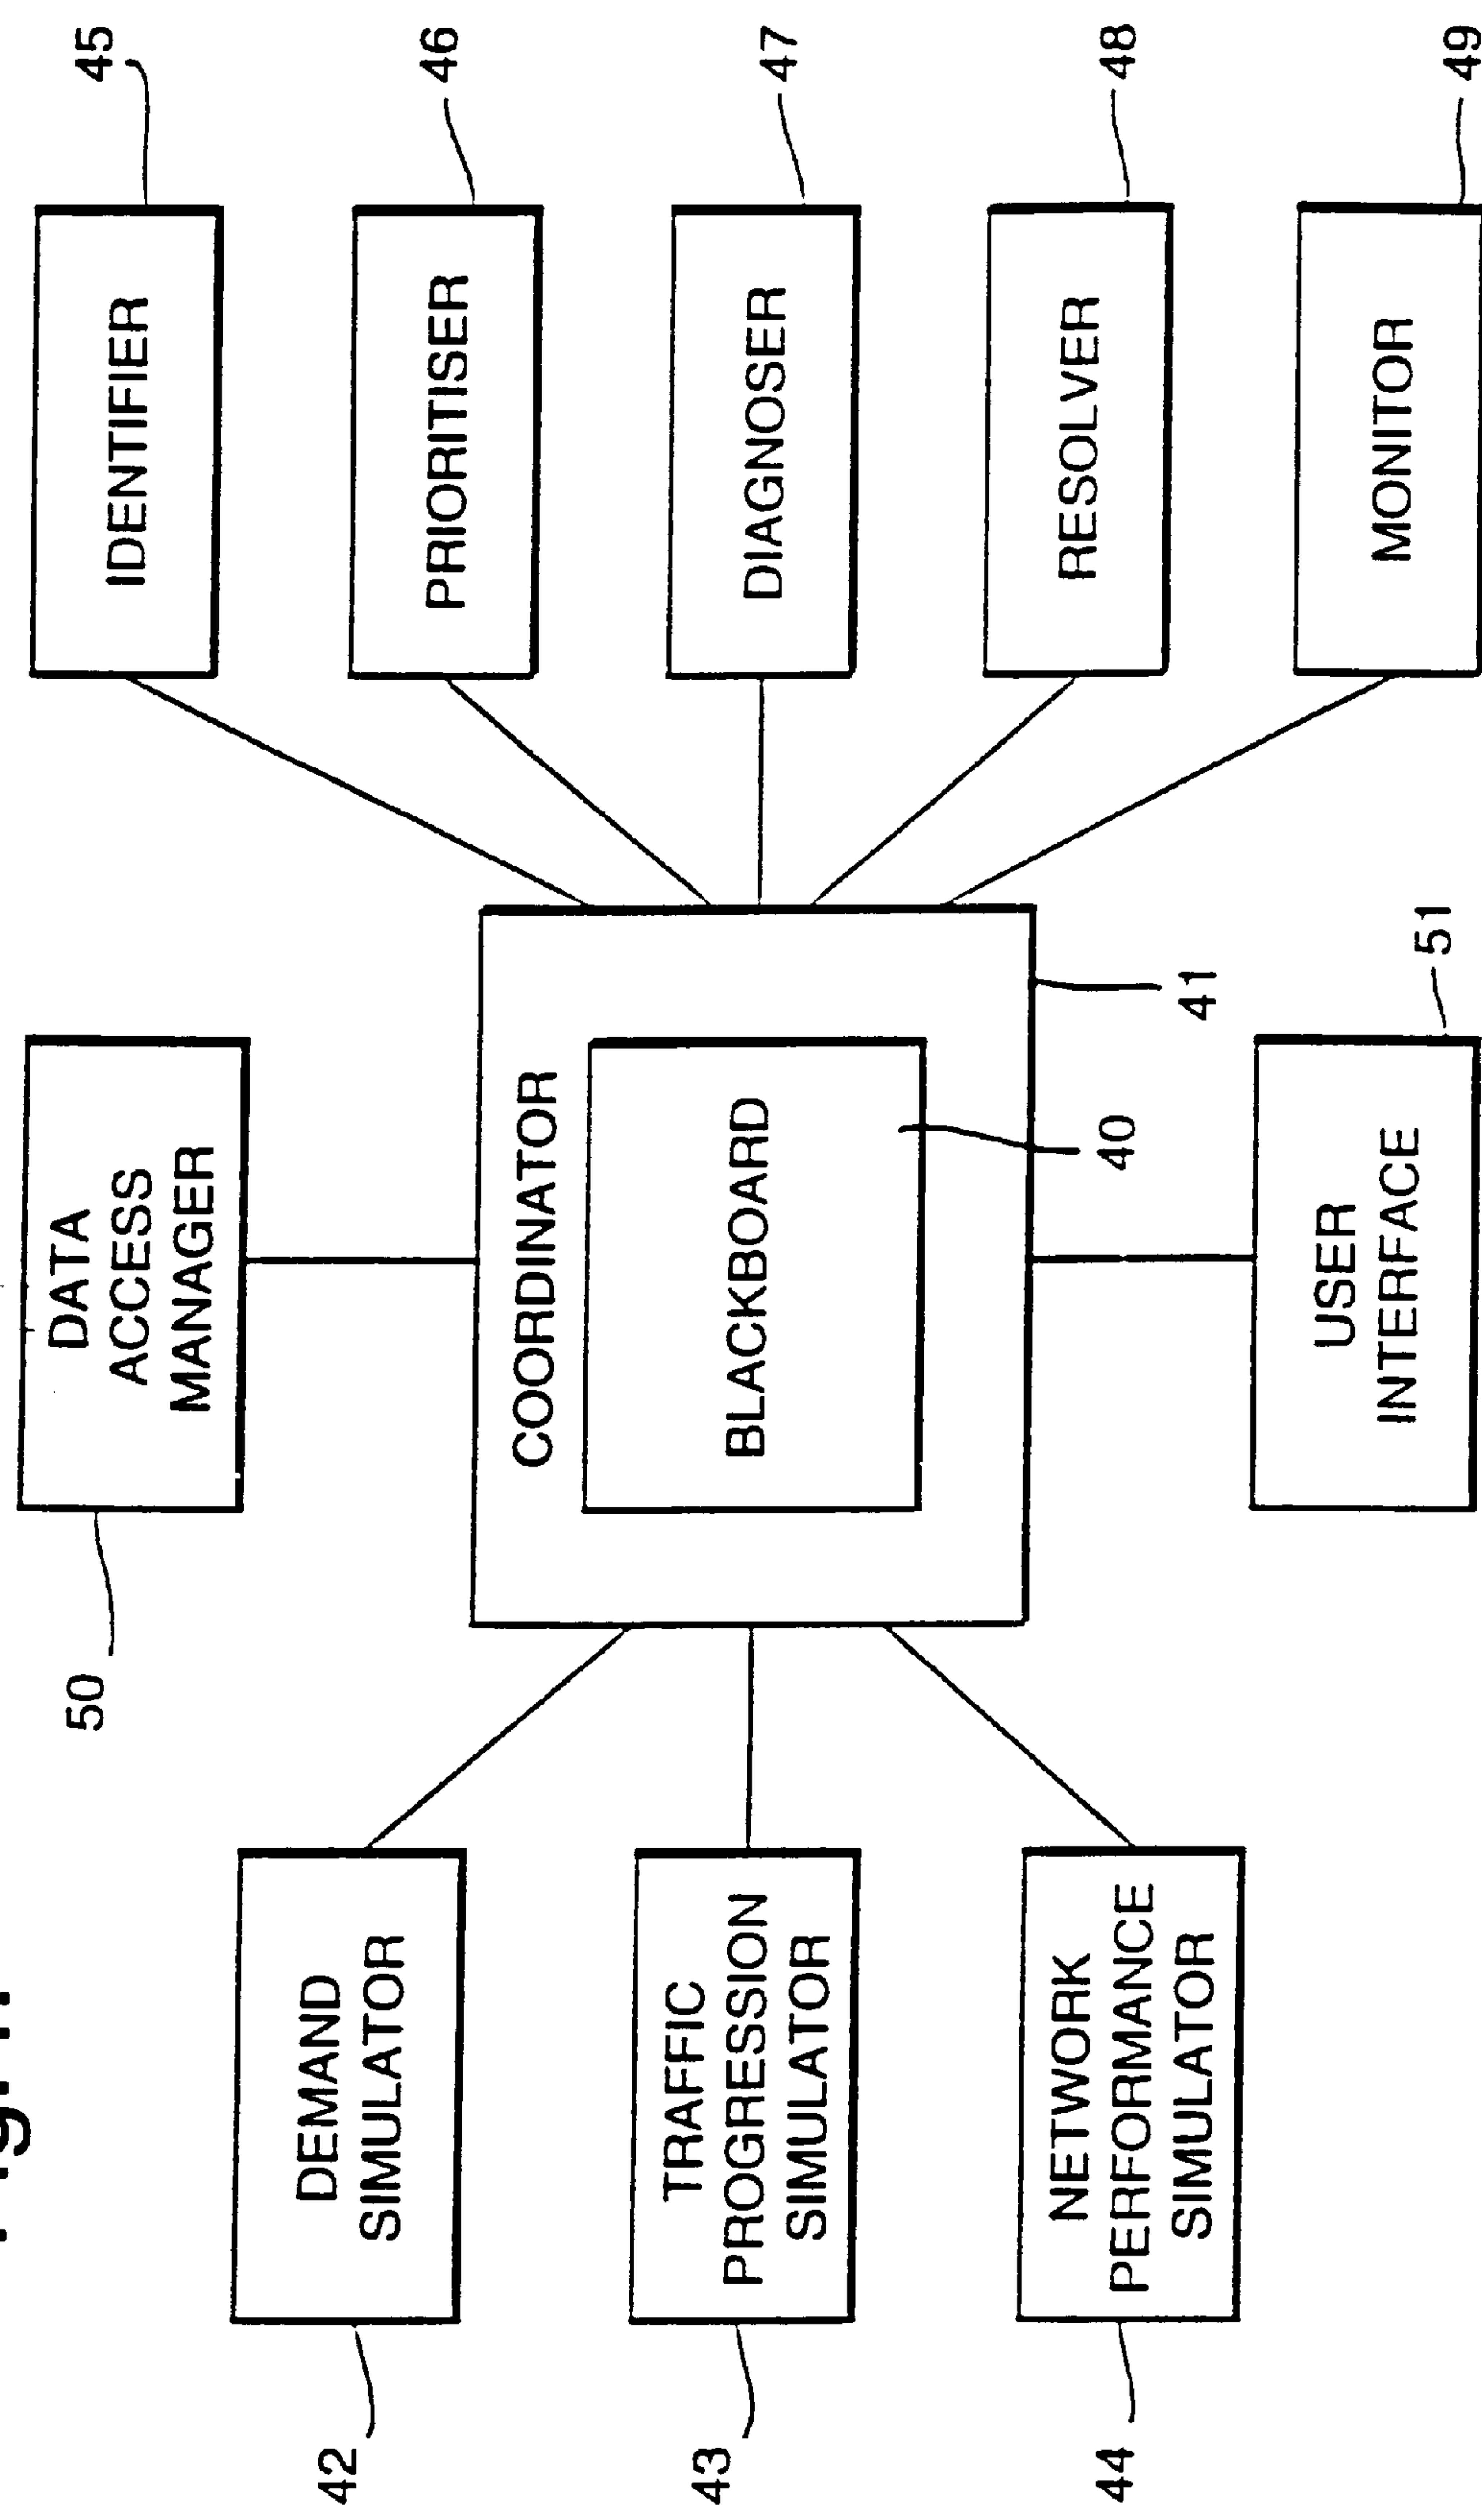 50
DATA
ACCESS
MANAGER
45
IDENTIFIER
42
DEMAND
SIMULATOR
46
PRIORITISER
COORDINATOR
43
TRAFFIC
PROGRESSION
SIMULATOR
BLACKBOARD
47
DIAGNOSER
40
41
44
NETWORK
PERFORMANCE
SIMULATOR
48
RESOLVER
USER
INTERFACE
51
49
MONITOR